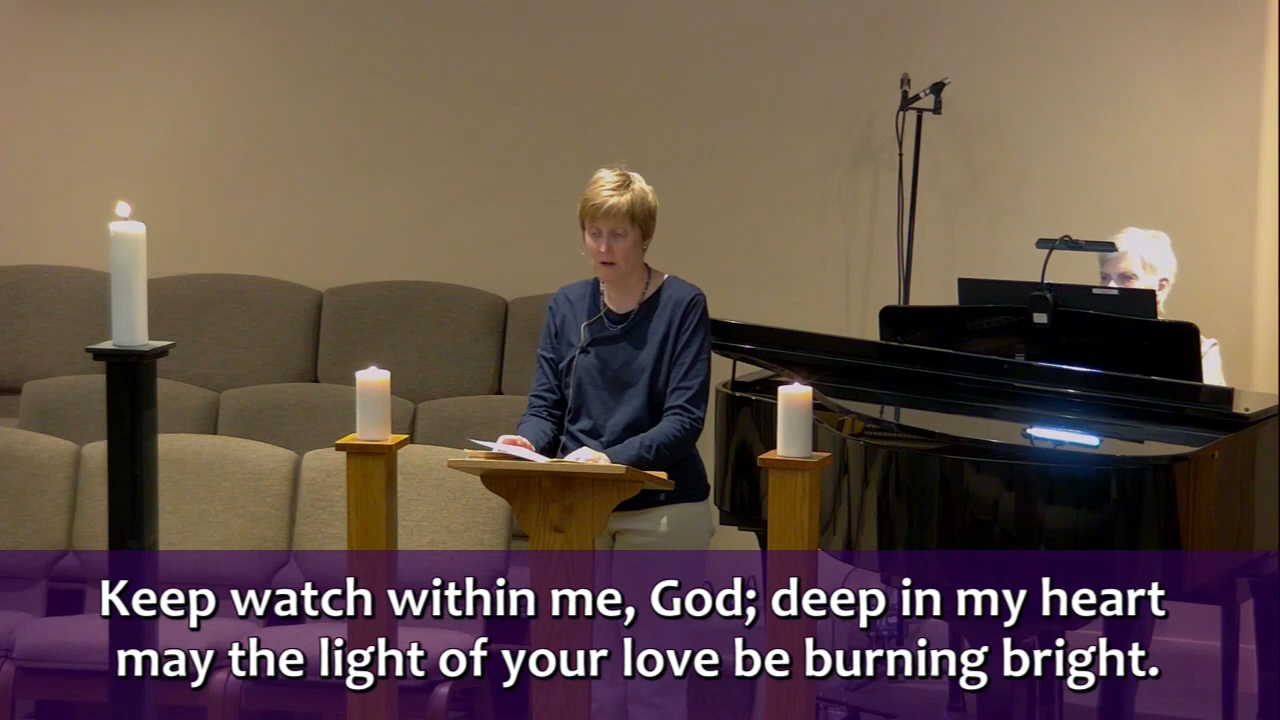 Keep watch within me, God; deep in my heart
may the light of your love be burning bright.